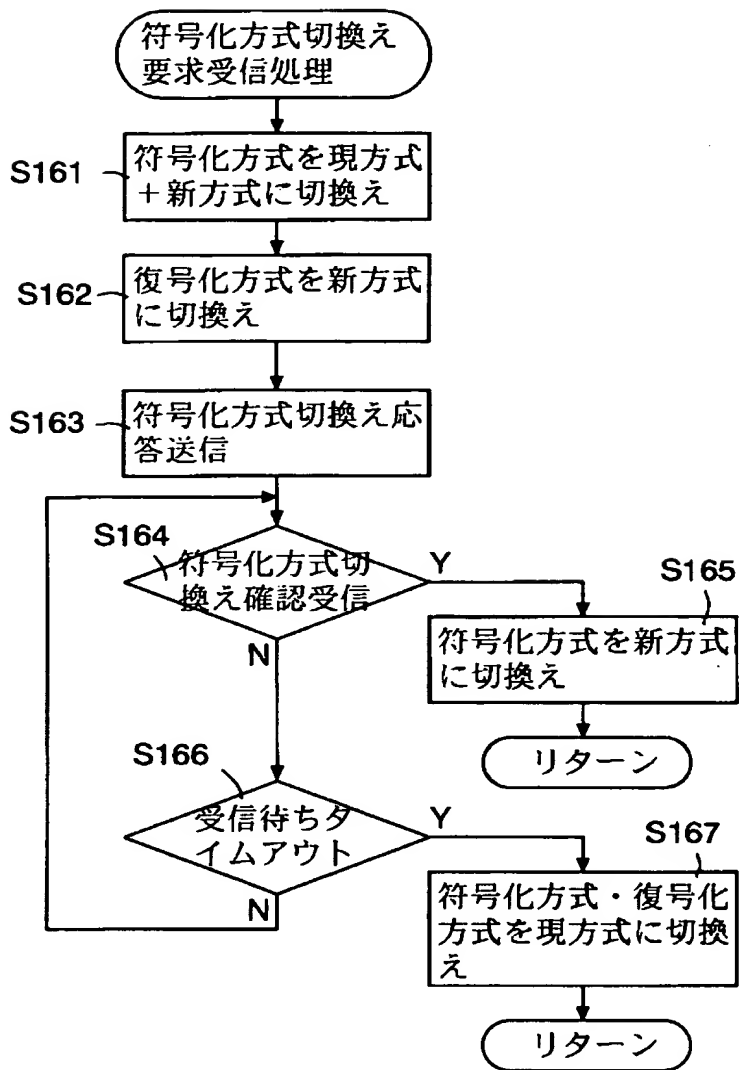 符号化方式切換え
要求受信処理
S161
符号化方式を現方式
＋新方式に切換え
S162
復号化方式を新方式
に切換え
S163
符号化方式切換え応
答送信
S164
符号化方式切
換え確認受信
Y
N
S165
符号化方式を新方式
に切換え
リターン
S166
受信待ちタ
イムアウト
Y
N
S167
符号化方式・復号化
方式を現方式に切換
え
リターン